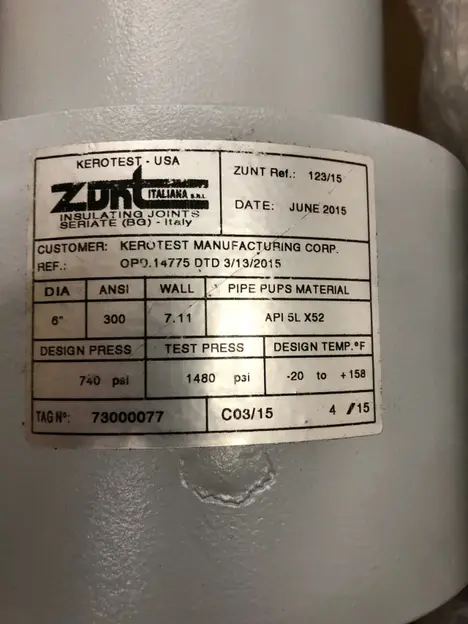 KEROTEST - USA
Zunt ITALIANA S.R.L.
INSULATING JOINTS
SERIATE (BG) - Italy
ZUNT Ref.: 123/15
DATE: JUNE 2015
CUSTOMER: KEROTEST MANUFACTURING CORP.
REF.: OPD.14775 DTD 3/13/2015
DIA ANSI WALL PIPE PUPS MATERIAL
6" 300 7.11 API 5L X52
DESIGN PRESS TEST PRESS DESIGN TEMP.°F
740 psi 1480 psi -20 to +158
TAG N°: 73000077 C03/15 4 /15